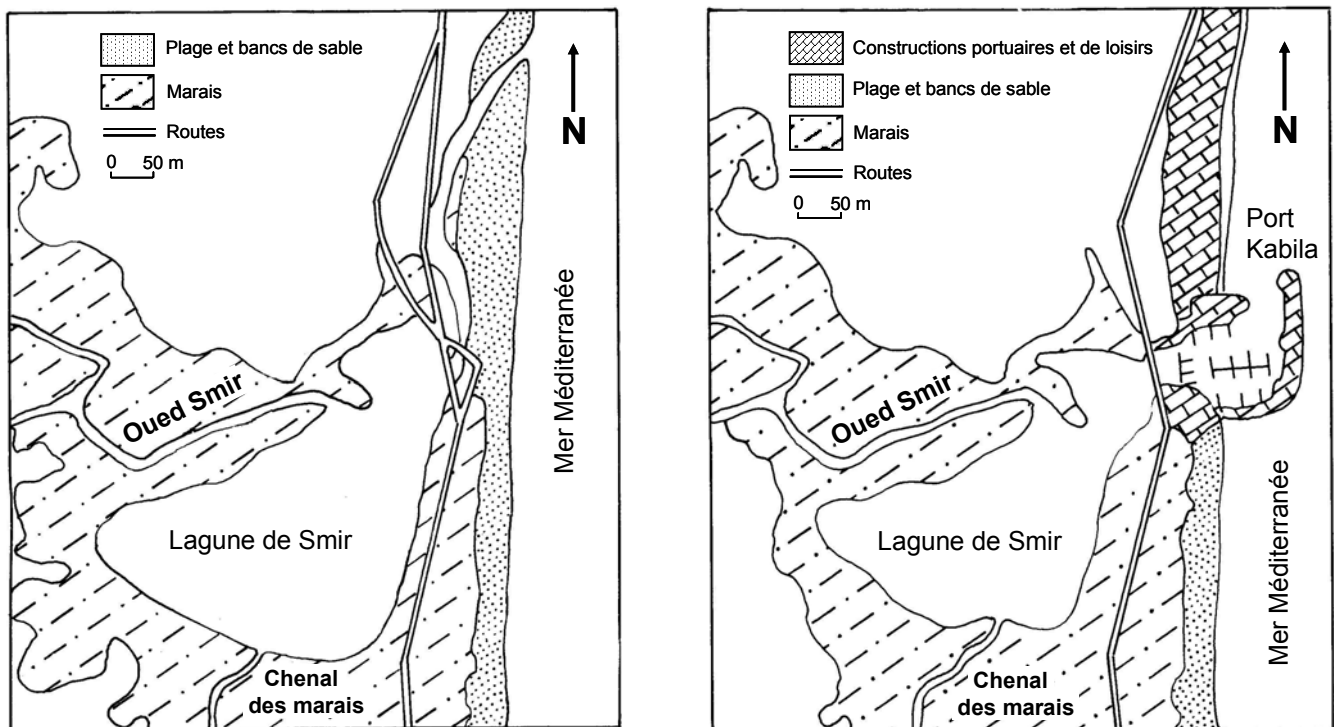 Plage et bancs de sable
Marais
Routes
0 50 m
N
Oued Smir
Mer Méditerranée
Lagune de Smir
Chenal
des marais
Constructions portuaires et de loisirs
Plage et bancs de sable
Marais
Routes
0 50 m
N
Port
Kabila
Oued Smir
Lagune de Smir
Mer Méditerranée
Chenal
des marais